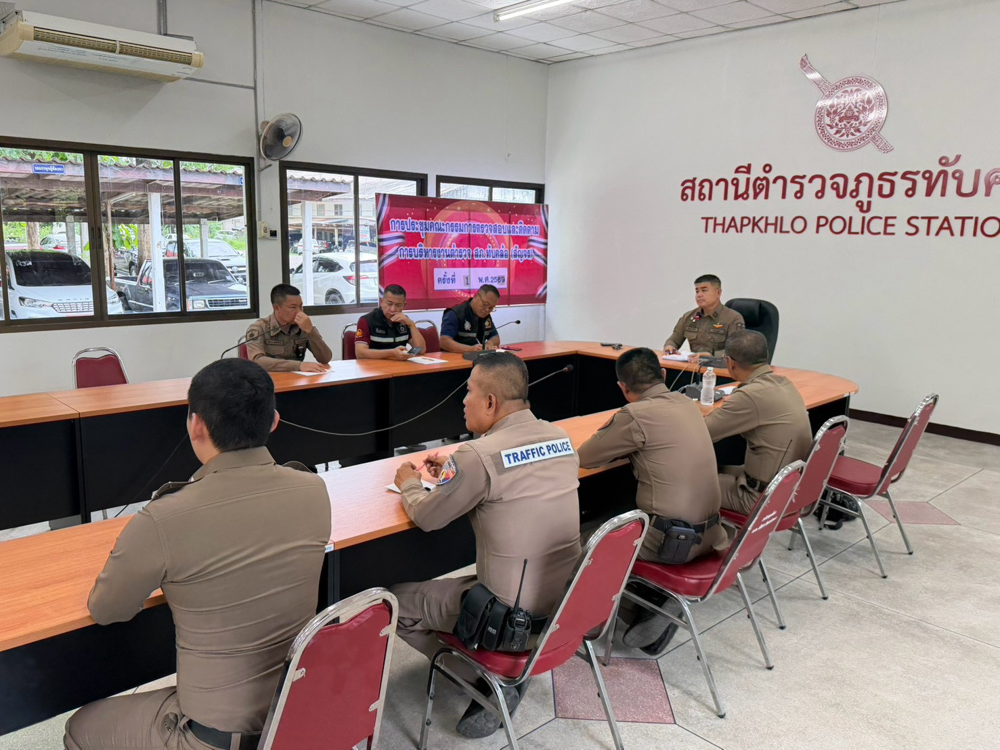 สถานีตำรวจภูธรทับค
THAPKHLO POLICE STATIO
การประชุมคณะกรรมการตรวจสอบและติดตาม
การบริหารงานตำรวจ สภ.ทับคล้อ (สัญจร)
ครั้งที่ 1 พ.ศ.2569
TRAFFIC POLICE